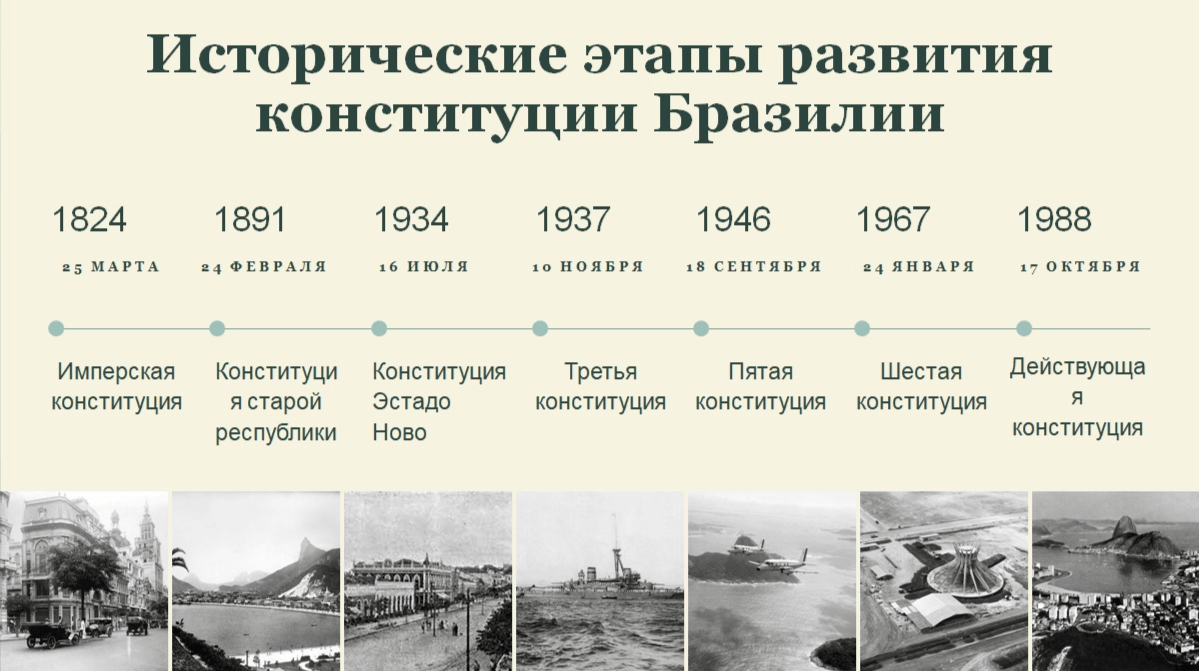 Исторические этапы развития
конституции Бразилии
1824
1891
1934
1937
1946
1967
1988
25 МАРТА
24 ФЕВРАЛЯ
16 ИЮЛЯ
10 НОЯБРЯ
18 СЕНТЯБРЯ
24 ЯНВАРЯ
17 ОКТЯБРЯ
Имперская
конституция
Конституци
я старой
республики
Конституция
Эстадо
Ново
Третья
конституция
Пятая
конституция
Шестая
конституция
Действующа
я
конституция